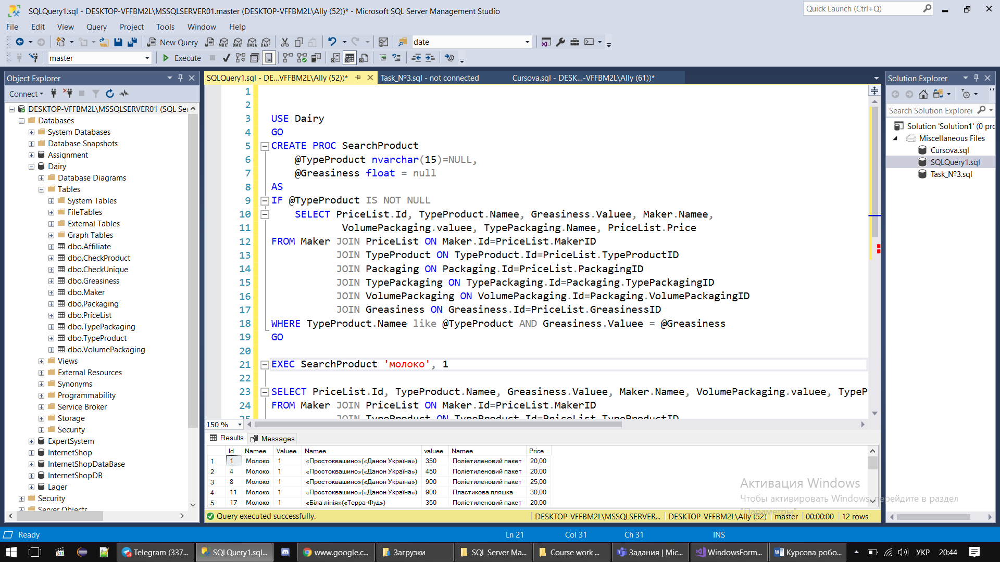 SQLQuery1.sql - DESKTOP-VFFBM2L\MSSQLSERVER01.master (DESKTOP-VFFBM2L\Ally (52))* - Microsoft SQL Server Management Studio
Quick Launch (Ctrl+Q)
File Edit View Query Project Tools Window Help
New Query
MDX DMX XMLA DAX
date
master
Execute
Object Explorer
Connect
DESKTOP-VFFBM2L\MSSQLSERVER01 (SQL Se
Databases
System Databases
Database Snapshots
Assignment
Dairy
Database Diagrams
Tables
System Tables
FileTables
External Tables
Graph Tables
dbo.Affiliate
dbo.CheckProduct
dbo.CheckUnique
dbo.Greasiness
dbo.Maker
dbo.Packaging
dbo.PriceList
dbo.TypePackaging
dbo.TypeProduct
dbo.VolumePackaging
Views
External Resources
Synonyms
Programmability
Service Broker
Storage
Security
ExpertSystem
InternetShop
InternetShopDataBase
InternetShopDB
Lager
Security
Server Objects
SQLQuery1.sql - DE...VFFBM2L\Ally (52))* Task_№3.sql - not connected Cursova.sql - DESK...-VFFBM2L\Ally (61))*
1
2
3 USE Dairy
4 GO
5 CREATE PROC SearchProduct
6 @TypeProduct nvarchar(15)=NULL,
7 @Greasiness float = null
8 AS
9 IF @TypeProduct IS NOT NULL
10 SELECT PriceList.Id, TypeProduct.Namee, Greasiness.Valuee, Maker.Namee,
11 VolumePackaging.valuee, TypePackaging.Namee, PriceList.Price
12 FROM Maker JOIN PriceList ON Maker.Id=PriceList.MakerID
13 JOIN TypeProduct ON TypeProduct.Id=PriceList.TypeProductID
14 JOIN Packaging ON Packaging.Id=PriceList.PackagingID
15 JOIN TypePackaging ON TypePackaging.Id=Packaging.TypePackagingID
16 JOIN VolumePackaging ON VolumePackaging.Id=Packaging.VolumePackagingID
17 JOIN Greasiness ON Greasiness.Id=PriceList.GreasinessID
18 WHERE TypeProduct.Namee like @TypeProduct AND Greasiness.Valuee = @Greasiness
19 GO
20
21 EXEC SearchProduct 'молоко', 1
22
23 SELECT PriceList.Id, TypeProduct.Namee, Greasiness.Valuee, Maker.Namee, VolumePackaging.valuee, TypeP
24 FROM Maker JOIN PriceList ON Maker.Id=PriceList.MakerID
25 JOIN TypeProduct ON TypeProduct.Id=PriceList.TypeProductID
150 %
Results Messages
Id Namee Valuee Namee valuee Namee Price
1 1 Молоко 1 «Простоквашино»(«Данон Україна») 350 Поліетиленовий пакет 20,00
2 4 Молоко 1 «Простоквашино»(«Данон Україна») 450 Поліетиленовий пакет 20,00
3 8 Молоко 1 «Простоквашино»(«Данон Україна») 900 Поліетиленовий пакет 25,00
4 11 Молоко 1 «Простоквашино»(«Данон Україна») 900 Пластикова пляшка 30,00
5 17 Молоко 1 «Біла лінія»(«Терра-Фуд») 350 Поліетиленовий пакет 20,00
Query executed successfully. DESKTOP-VFFBM2L\MSSQLSERVER... DESKTOP-VFFBM2L\Ally (52) master 00:00:00 12 rows
Solution Explorer
Search Solution Explorer
Solution 'Solution1' (0 pro
Miscellaneous Files
Cursova.sql
SQLQuery1.sql
Task_№3.sql
Активация Windows
Чтобы активировать Windows, перейдите в раздел
"Параметры".
Ready Ln 21 Col 31 Ch 31 INS
Telegram (337... SQLQuery1.sql... www.google.c... Загрузки SQL Server Ma... Course work ... Задания | Mic... WindowsForm... Курсова робо... УКР 20:44